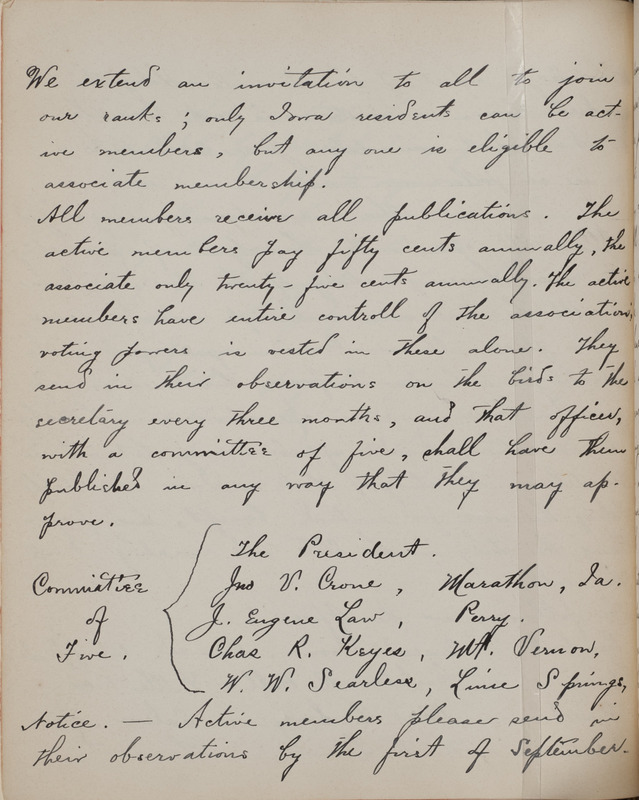 We extend an invitation to all to join
our ranks ; only Iowa residents can be act-
ive members, but any one is eligible to
associate membership.
All members receive all publications. The
active members pay fifty cents annually, the
associate only twenty-five cents annually. The active
members have entire controll of the association,
voting powers is vested in these alone. They
send in their observations on the birds to the
secretary every three months, and that officer,
with a committee of five, shall have them
published in any way that they may ap-
prove.
The President.
Committee Jno V. Crone, Marathon, Ia.
of J. Eugene Law, Perry.
Five. Chas R. Keyes, Mt. Vernon,
W. W. Searless, Lime Springs,
Notice. — Active members please send in
their observations by the first of September.